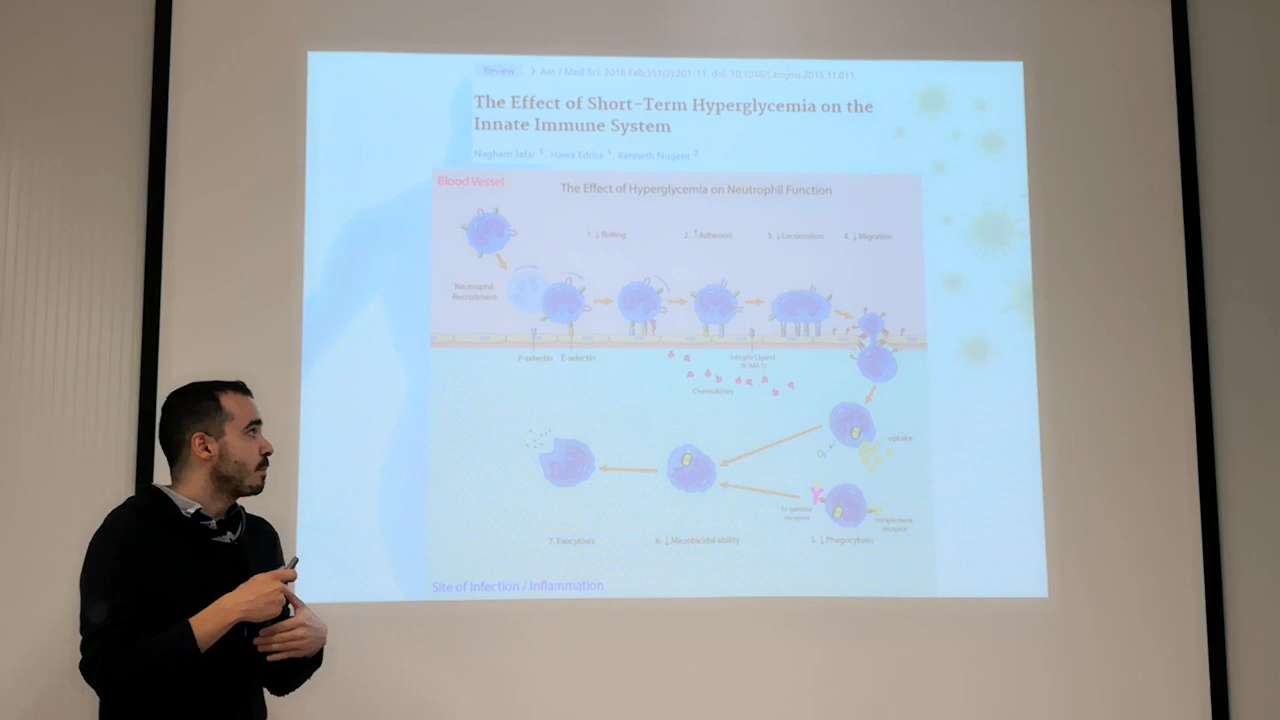 Review > Am J Med Sci. 2016 Feb;351(2):201-11. doi: 10.1016/j.amjms.2015.11.011.
The Effect of Short-Term Hyperglycemia on the
Innate Immune System
Nagham Jafar 1, Hawa Edriss 1, Kenneth Nugent 2
Blood Vessel
The Effect of Hyperglycemia on Neutrophil Function
1. ↓ Rolling
2. ↑ Adhesion
3. ↓ Locomotion
4. ↓ Migration
Neutrophil
Recruitment
P-selectin
E-selectin
Integrin Ligand
Chemokines
uptake
O2
fc gamma
receptor
complement
receptor
7. Exocytosis
6. ↓ Microbicidal ability
5. ↓ Phagocytosis
Site of Infection / Inflammation